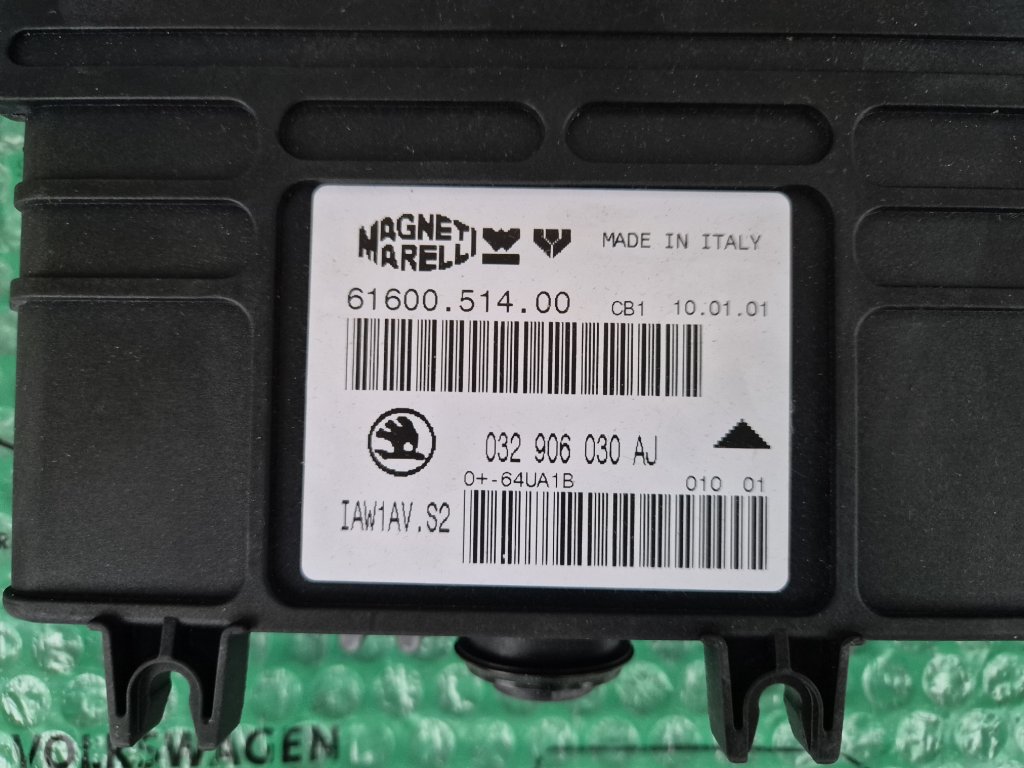 MAGNETI
MARELLI
MADE IN ITALY
61600.514.00
CB1 10.01.01
032 906 030 AJ
0+-64UA1B
010 01
IAW1AV.S2
VOLKSWAGEN